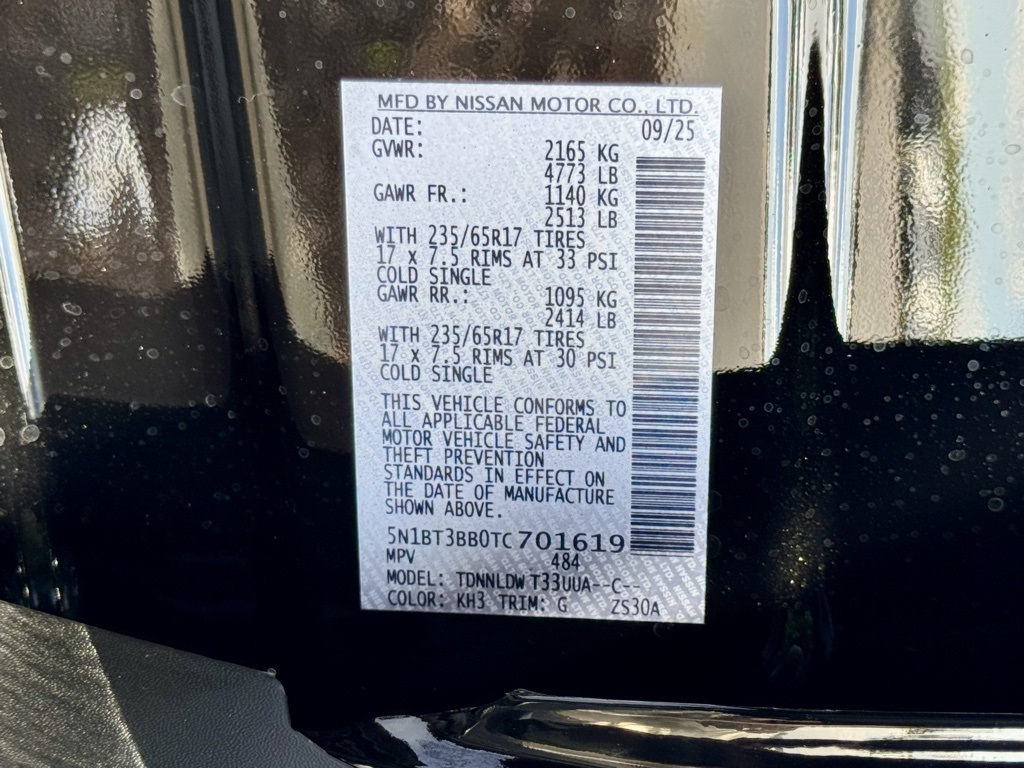 MFD BY NISSAN MOTOR CO., LTD.
DATE: 09/25
GVWR: 2165 KG
4773 LB
GAWR FR.: 1140 KG
2513 LB
WITH 235/65R17 TIRES
17 x 7.5 RIMS AT 33 PSI
COLD SINGLE
GAWR RR.: 1095 KG
2414 LB
WITH 235/65R17 TIRES
17 x 7.5 RIMS AT 30 PSI
COLD SINGLE
THIS VEHICLE CONFORMS TO
ALL APPLICABLE FEDERAL
MOTOR VEHICLE SAFETY AND
THEFT PREVENTION
STANDARDS IN EFFECT ON
THE DATE OF MANUFACTURE
SHOWN ABOVE.
5N1BT3BB0TC701619
MPV 484
MODEL: TDNNLDW T33UUA--C--
COLOR: KH3 TRIM: G ZS30A